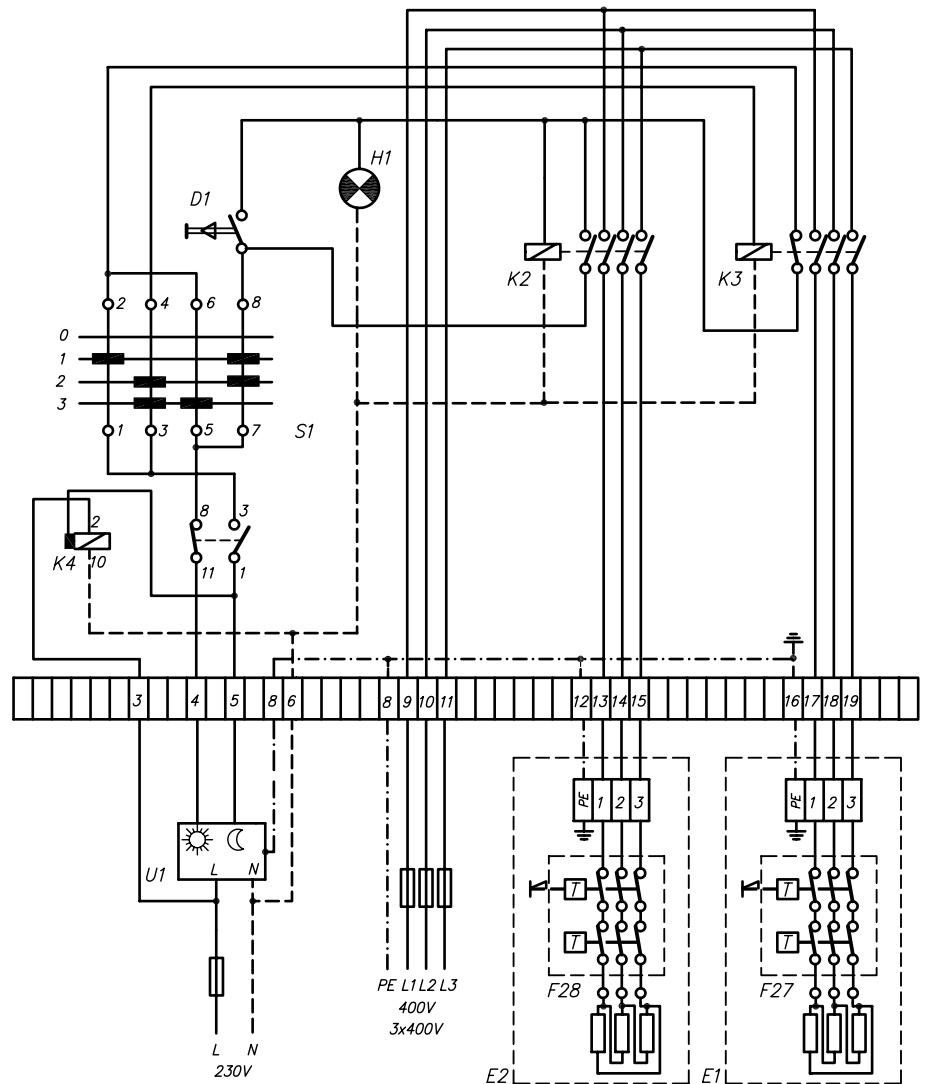 H1
D1
K2
K3
2 4 6 8
0
1
2
3
1 3 5 7
S1
8 3
2
K4 10
11 1
3 4 5 8 6 8 9 10 11 12 13 14 15 16 17 18 19
PE 1 2 3
PE 1 2 3
U1
L N
T
T
T
T
F28
F27
PE L1 L2 L3
400V
3x400V
L N
230V
E2
E1